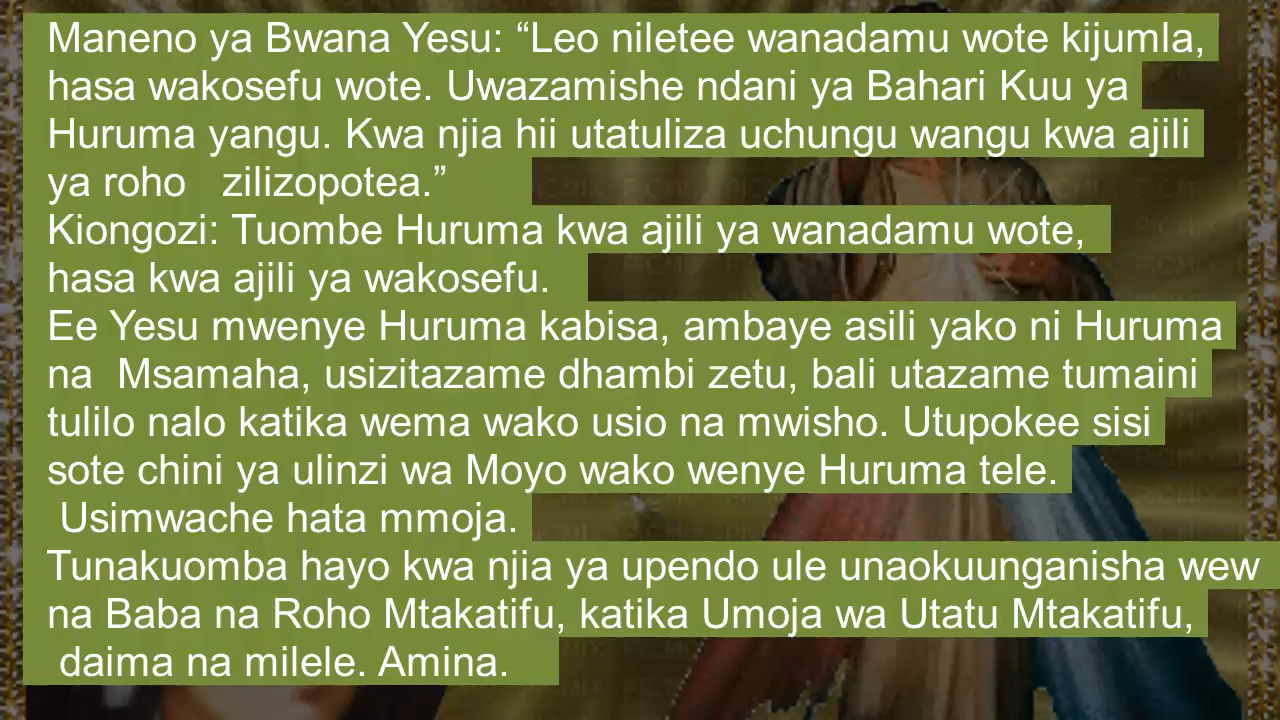 Maneno ya Bwana Yesu: “Leo niletee wanadamu wote kijumla,
hasa wakosefu wote. Uwazamishe ndani ya Bahari Kuu ya
Huruma yangu. Kwa njia hii utatuliza uchungu wangu kwa ajili
ya roho   zilizopotea.”
Kiongozi: Tuombe Huruma kwa ajili ya wanadamu wote,
hasa kwa ajili ya wakosefu.
Ee Yesu mwenye Huruma kabisa, ambaye asili yako ni Huruma
na  Msamaha, usizitazame dhambi zetu, bali utazame tumaini
tulilo nalo katika wema wako usio na mwisho. Utupokee sisi
sote chini ya ulinzi wa Moyo wako wenye Huruma tele.
Usimwache hata mmoja.
Tunakuomba hayo kwa njia ya upendo ule unaokuunganisha wew
na Baba na Roho Mtakatifu, katika Umoja wa Utatu Mtakatifu,
daima na milele. Amina.